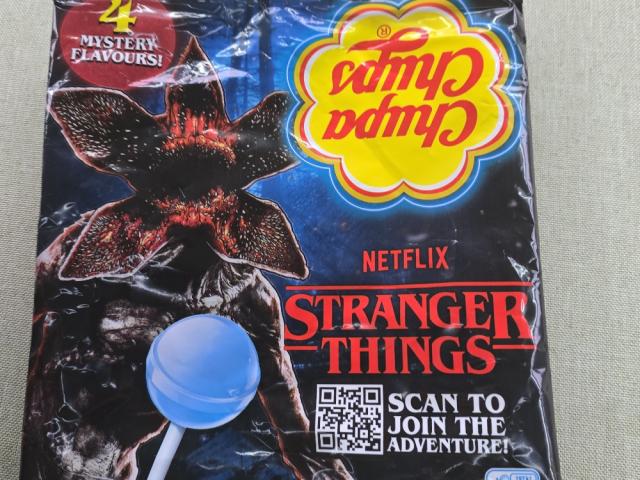 4
MYSTERY
FLAVOURS!
Chupa
Chups
®
NETFLIX
STRANGER
THINGS
SCAN TO
JOIN THE
ADVENTURE!